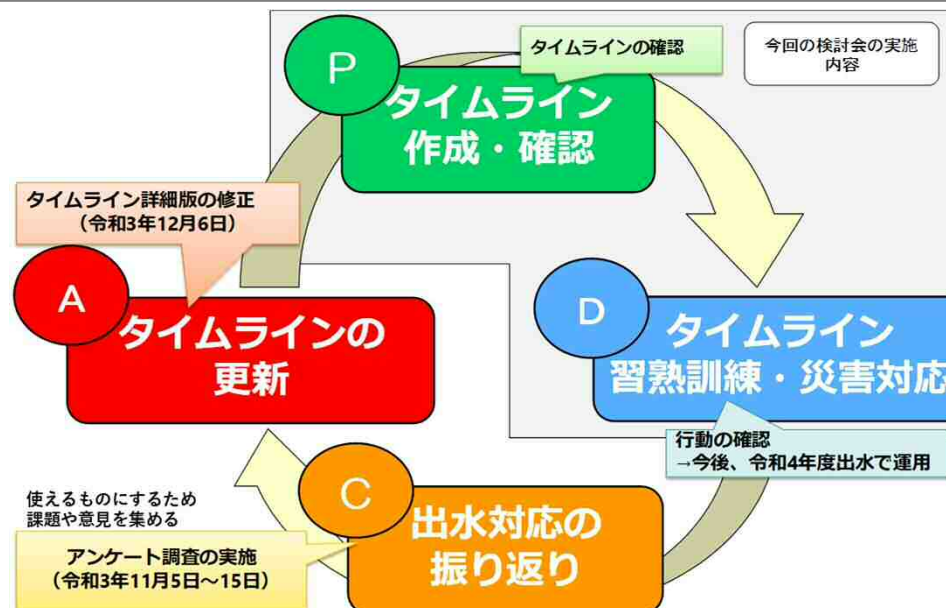 P
タイムラインの確認
今回の検討会の実施
内容
タイムライン
作成・確認
タイムライン詳細版の修正
（令和3年12月6日）
A
タイムラインの
更新
D
タイムライン
習熟訓練・災害対応
行動の確認
→今後、令和4年度出水で運用
C
出水対応の
振り返り
使えるものにするため
課題や意見を集める
アンケート調査の実施
（令和3年11月5日～15日）